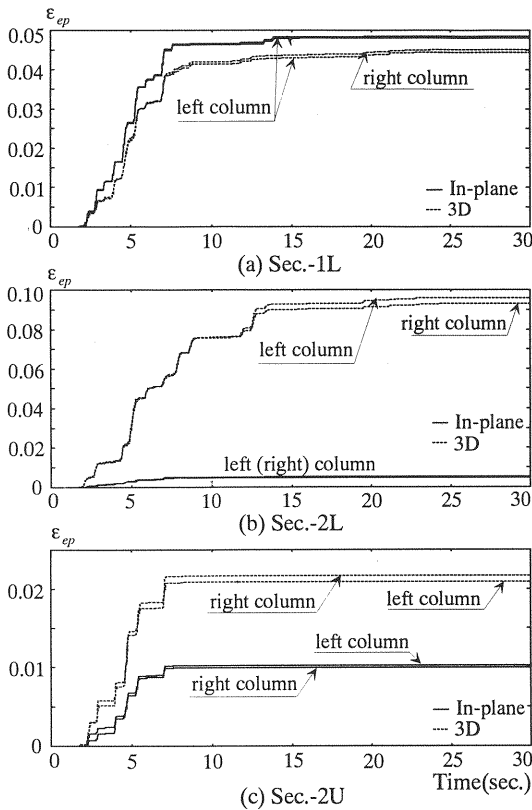 ε_ep
0.05
0.04
0.03
0.02
0.01
0
left column
right column
In-plane
3D
0 5 10 15 20 25 30
(a) Sec.-1L
ε_ep
0.10
0.08
0.06
0.04
0.02
0
left column
right column
In-plane
3D
left (right) column
0 5 10 15 20 25 30
(b) Sec.-2L
ε_ep
0.02
0.01
0
right column
left column
left column
right column
In-plane
3D
0 5 10 15 20 25 30
Time(sec.)
(c) Sec.-2U